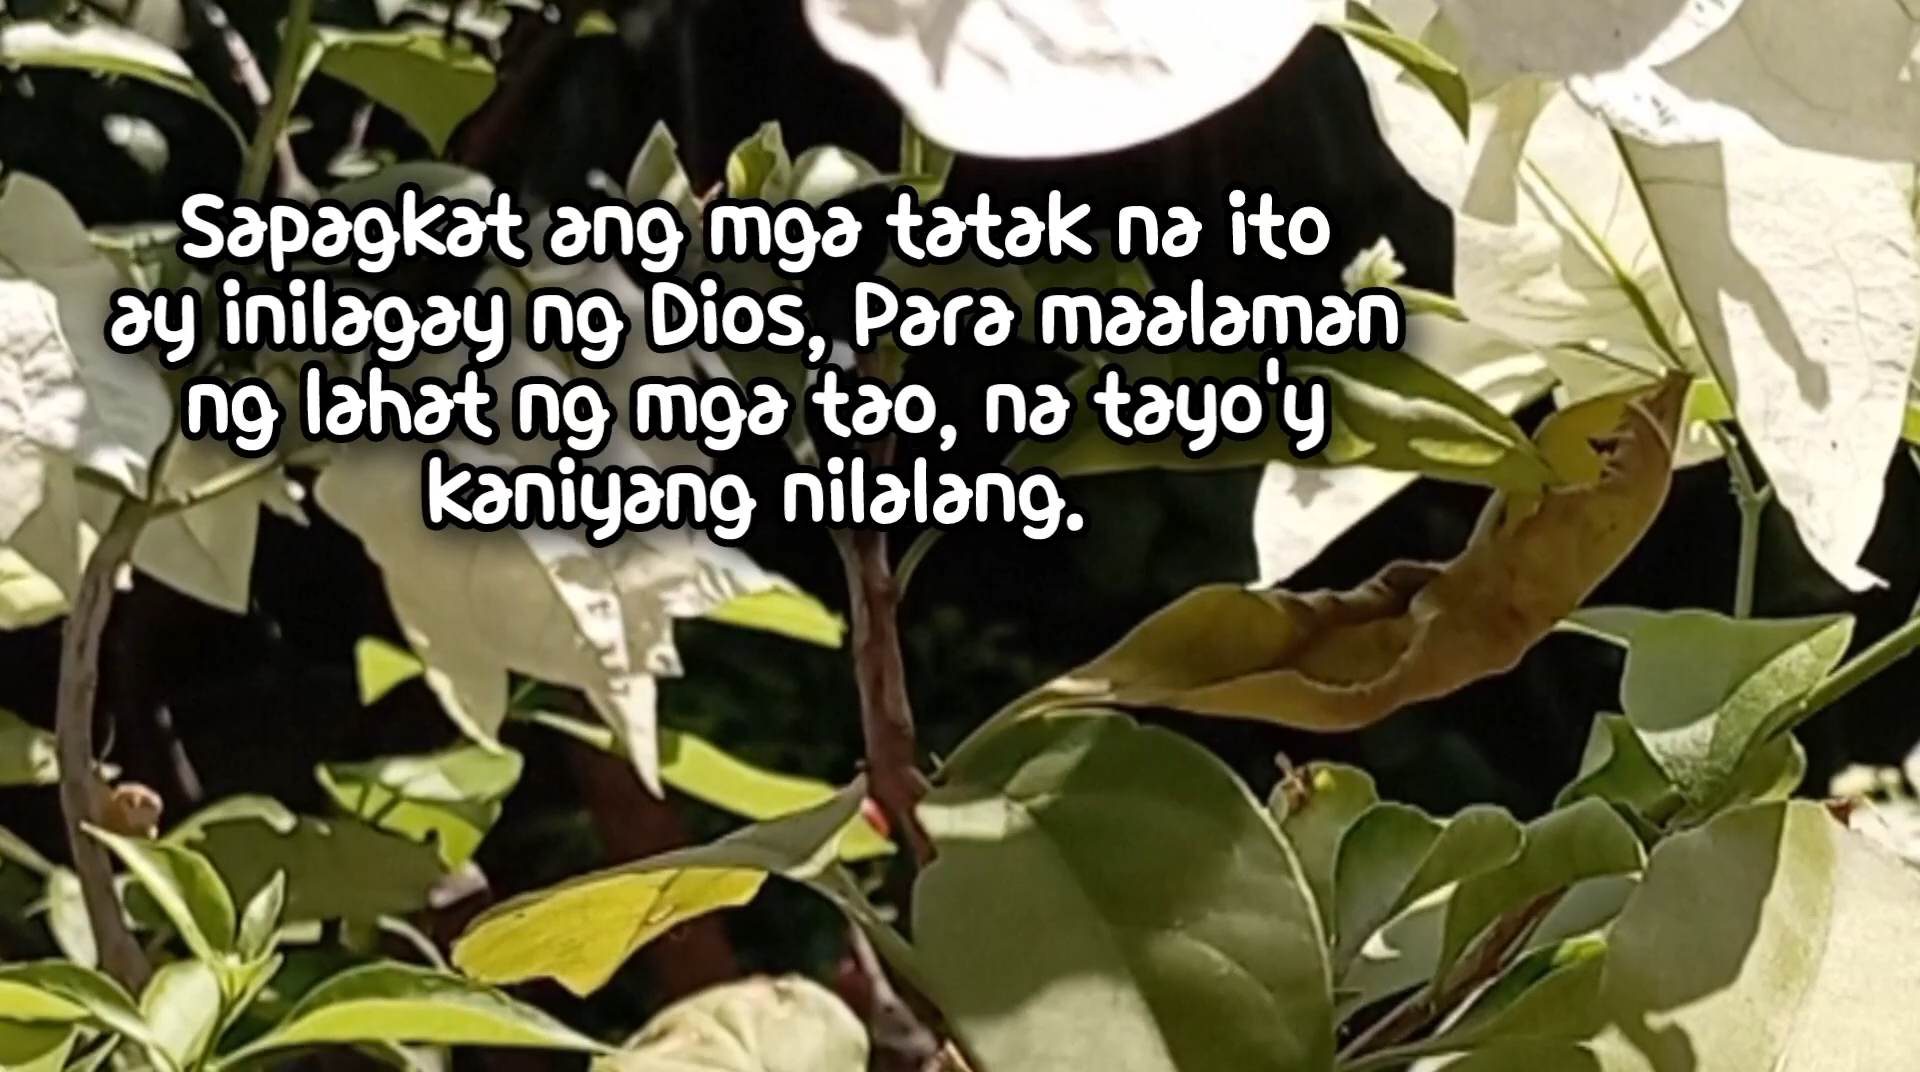 Sapagkat ang mga tatak na ito
ay inilagay ng Dios, Para maalaman
ng lahat ng mga tao, na tayo'y
kaniyang nilalang.